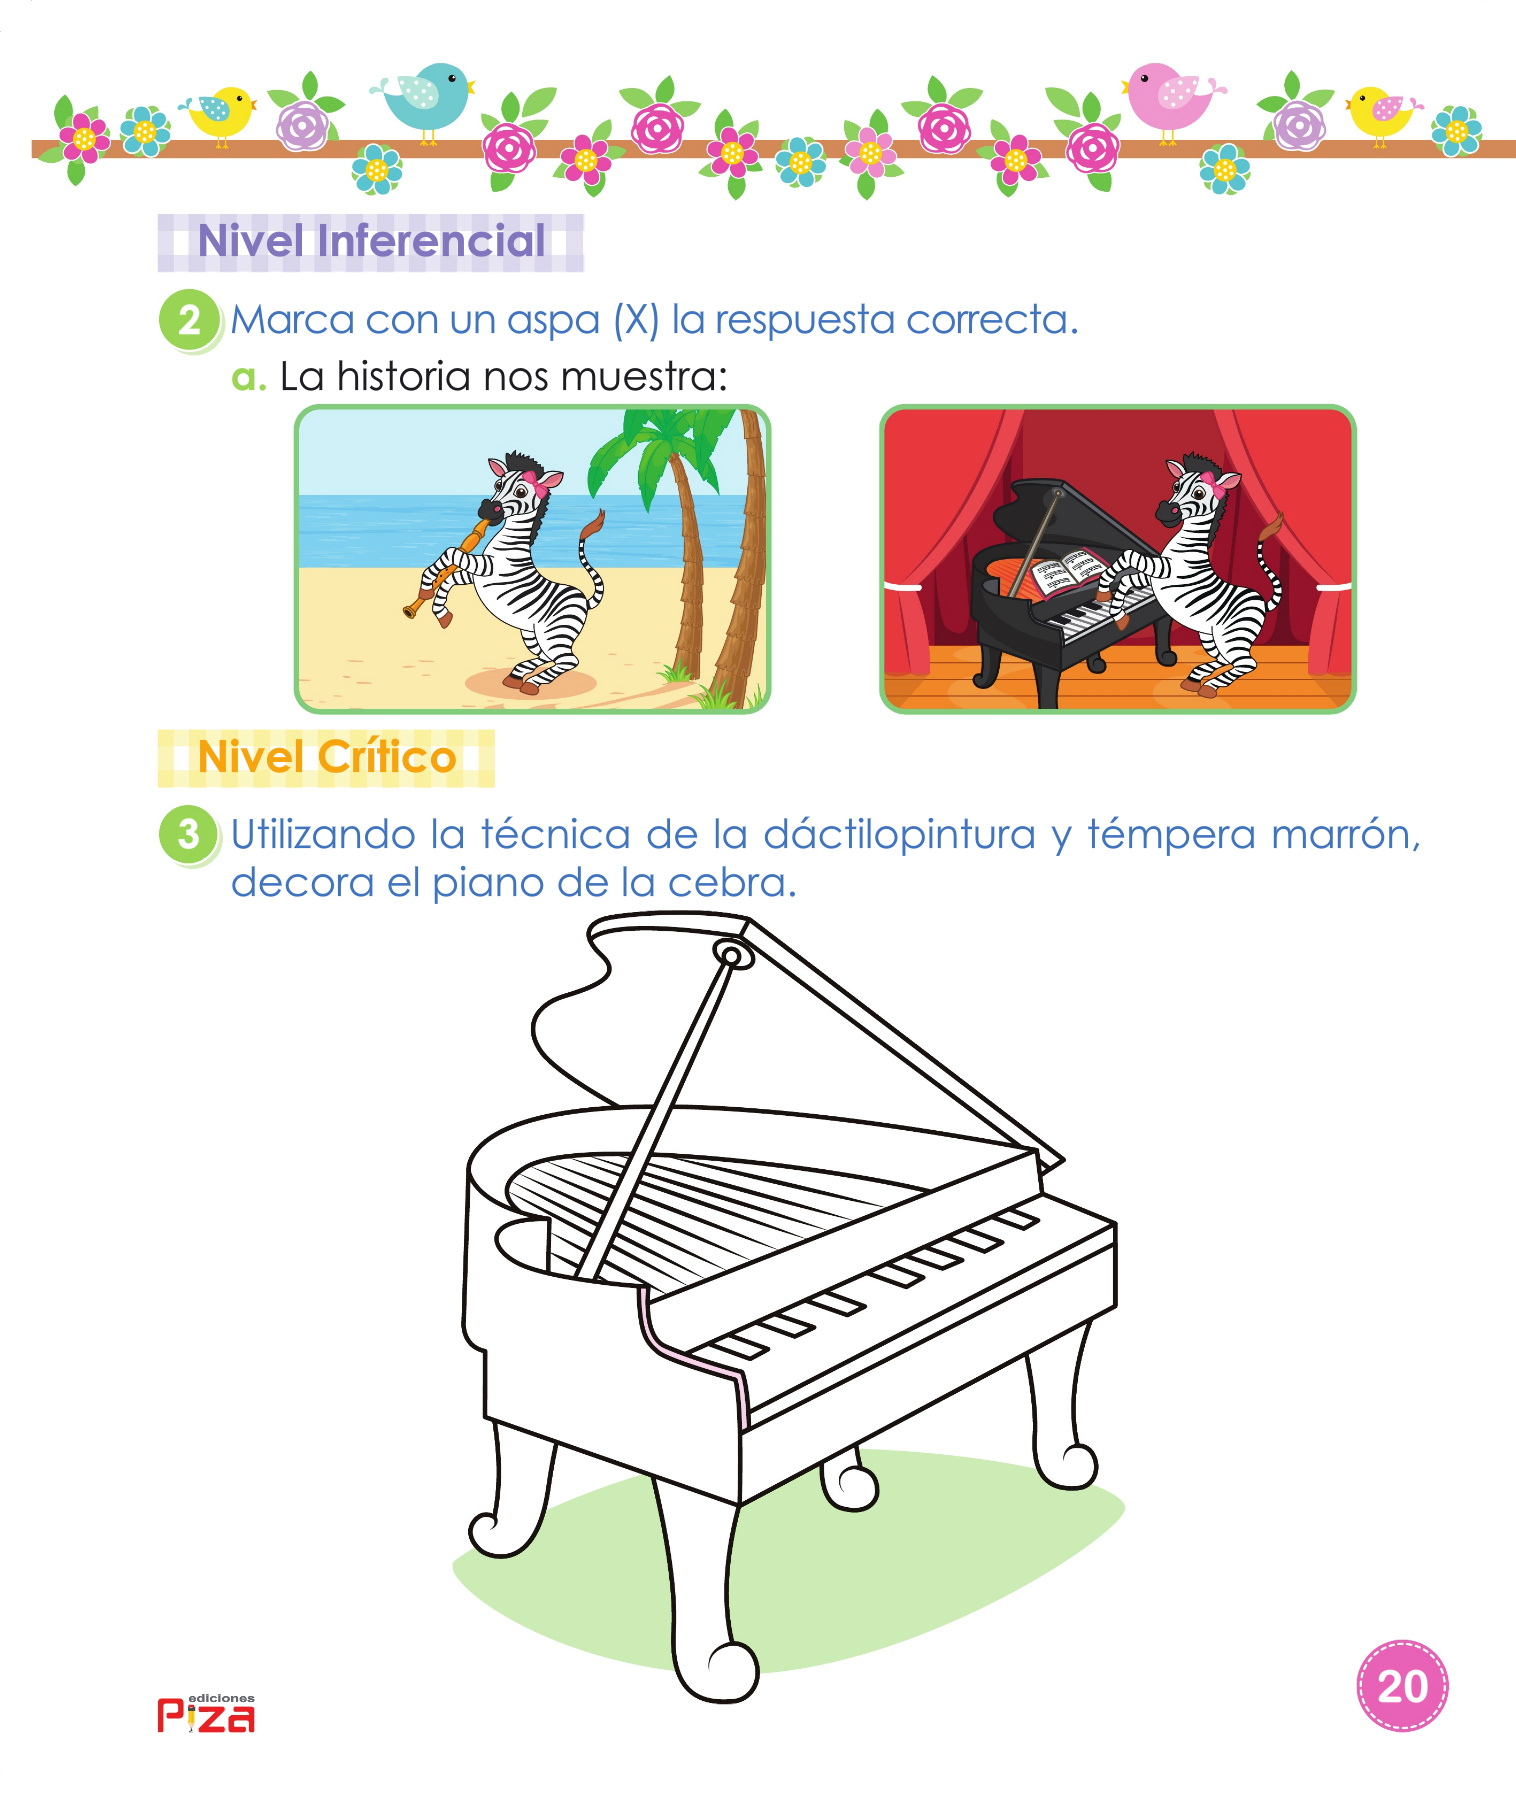 Nivel Inferencial
2 Marca con un aspa (X) la respuesta correcta.
a. La historia nos muestra:
Nivel Crítico
3 Utilizando la técnica de la dáctilopintura y témpera marrón,
decora el piano de la cebra.
ediciones
Piza
20